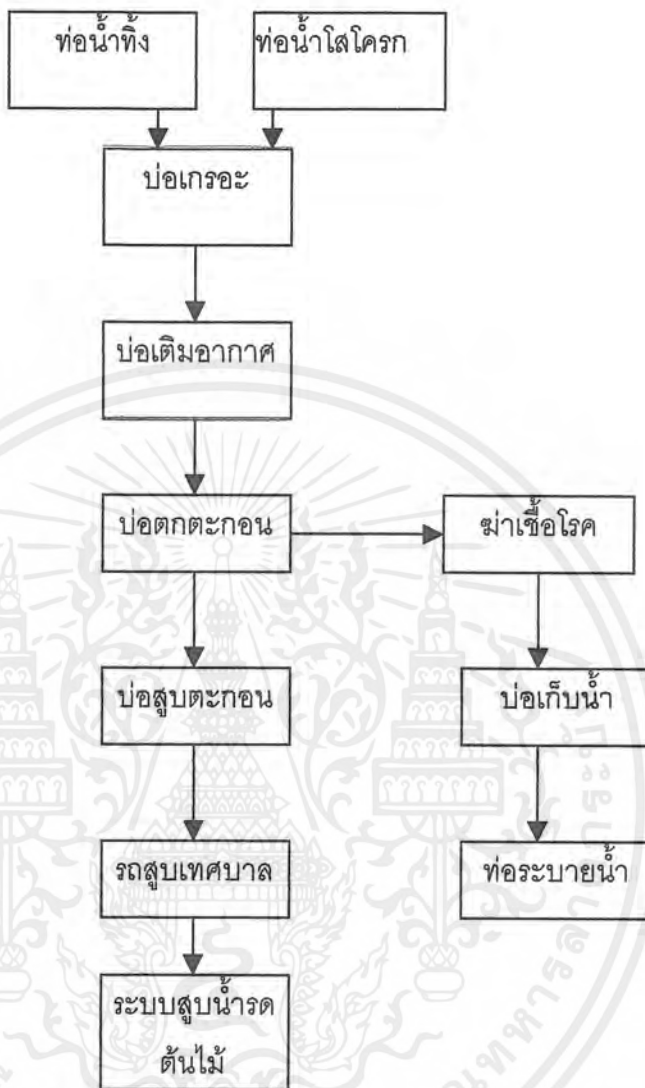 ท่อน้ำทิ้ง
ท่อน้ำโสโครก
บ่อเกรอะ
บ่อเติมอากาศ
บ่อตกตะกอน
ฆ่าเชื้อโรค
บ่อสูบตะกอน
บ่อเก็บน้ำ
รถสูบเทศบาล
ท่อระบายน้ำ
ระบบสูบน้ำรด
ต้นไม้